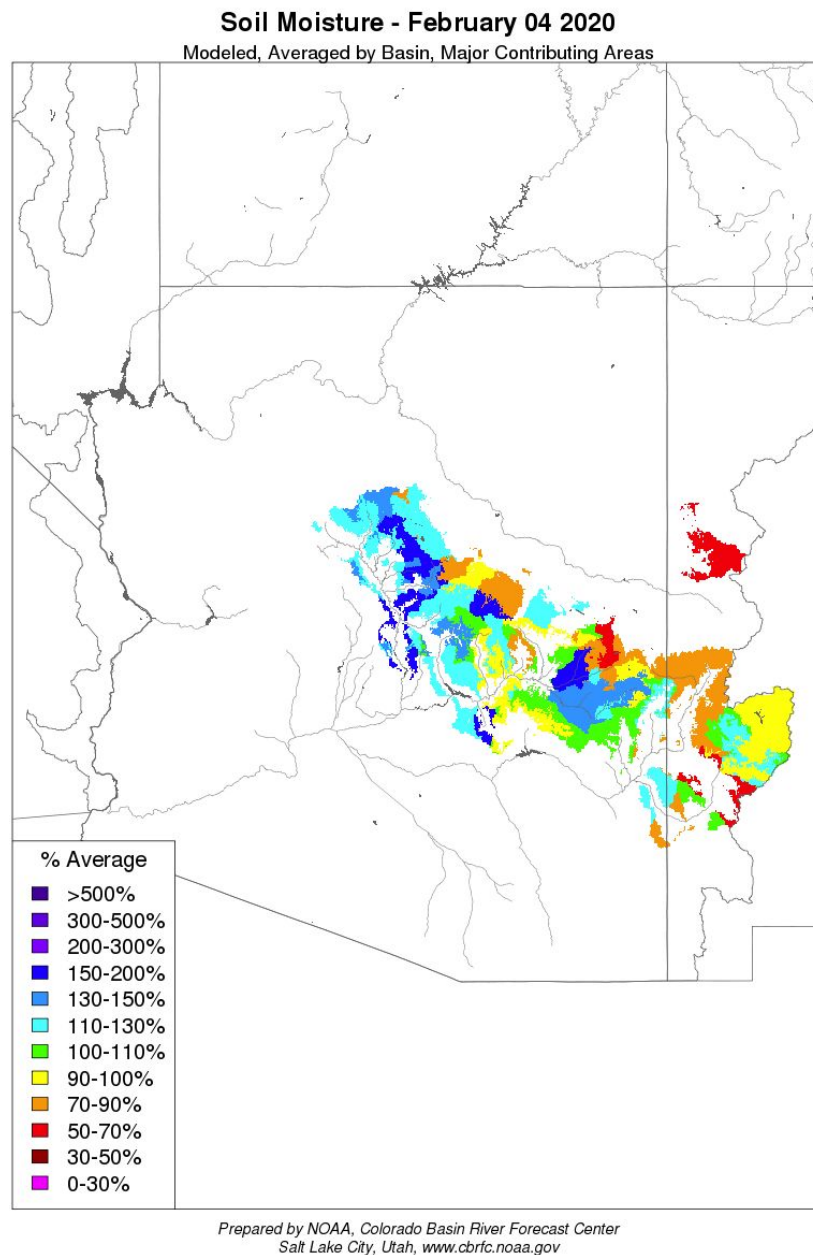 Soil Moisture - February 04 2020
Modeled, Averaged by Basin, Major Contributing Areas
% Average
>500%
300-500%
200-300%
150-200%
130-150%
110-130%
100-110%
90-100%
70-90%
50-70%
30-50%
0-30%
Prepared by NOAA, Colorado Basin River Forecast Center
Salt Lake City, Utah, www.cbrfc.noaa.gov